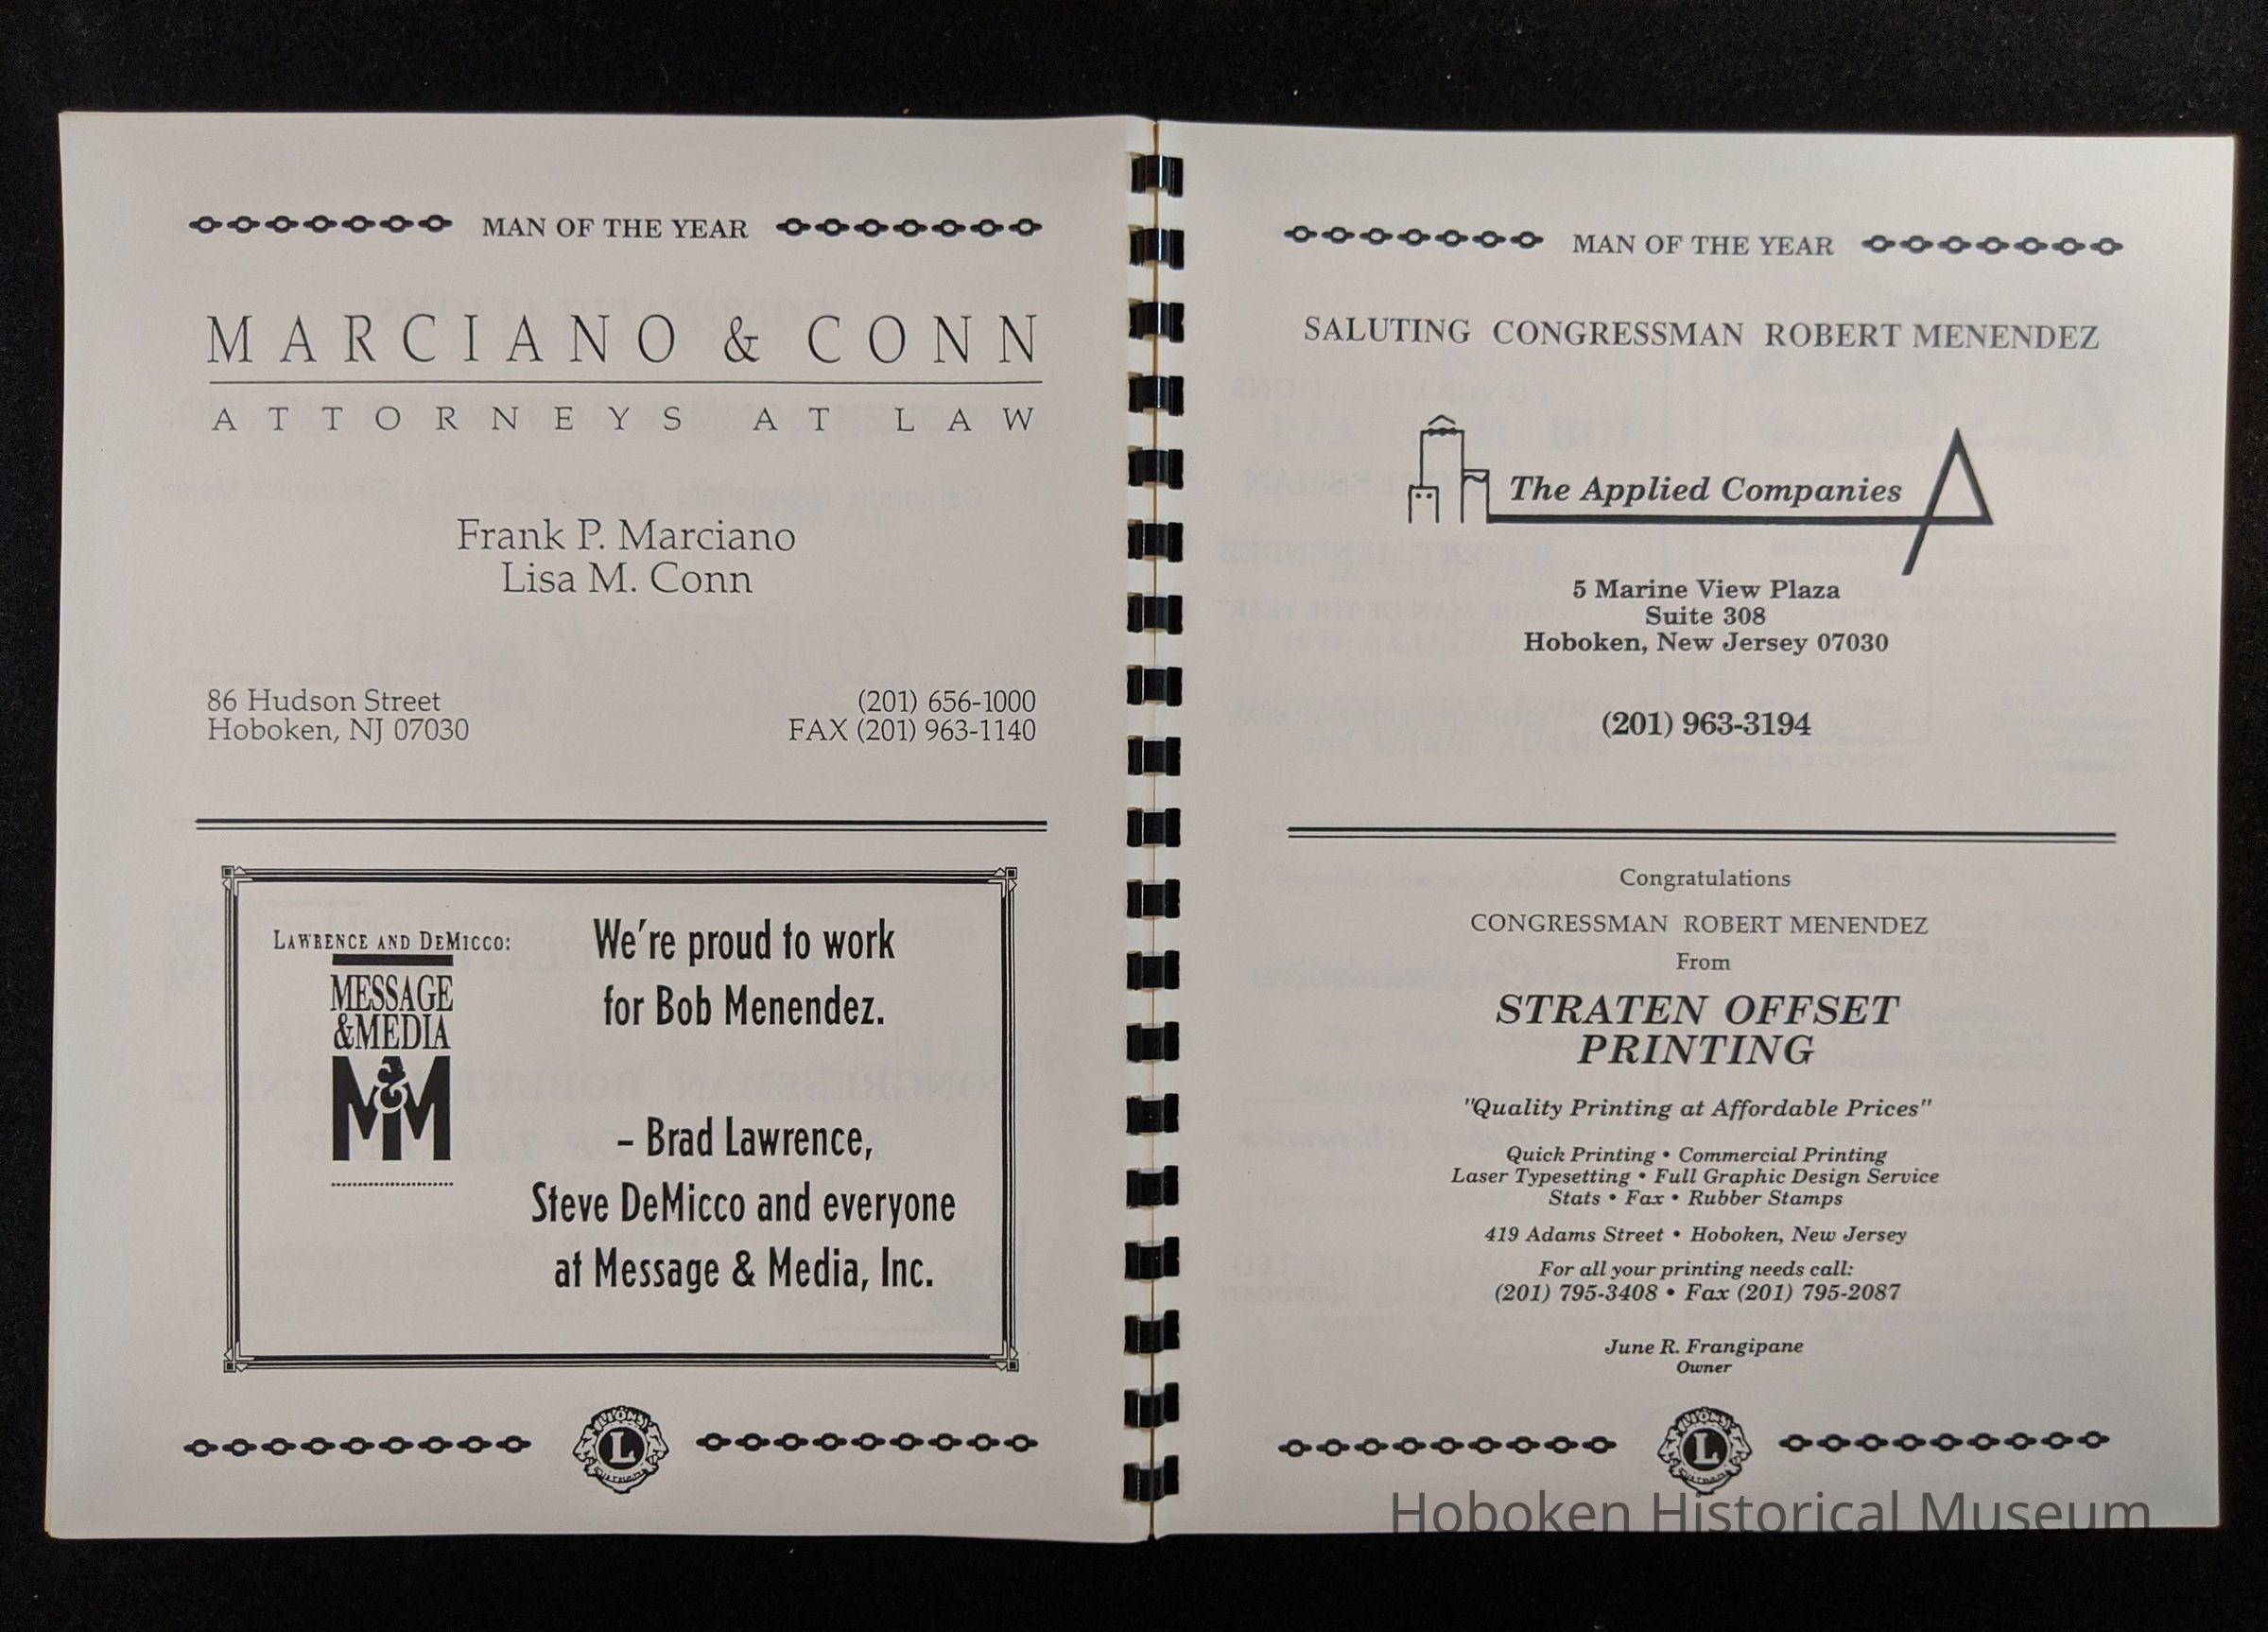 MAN OF THE YEAR
MARCIANO & CONN
ATTORNEYS AT LAW
Frank P. Marciano
Lisa M. Conn
86 Hudson Street
Hoboken, NJ 07030
(201) 656-1000
FAX (201) 963-1140
LAWRENCE AND DEMICCO:
MESSAGE
&MEDIA
M&M
We're proud to work
for Bob Menendez.
– Brad Lawrence,
Steve DeMicco and everyone
at Message & Media, Inc.
LIONS
L
MAN OF THE YEAR
SALUTING CONGRESSMAN ROBERT MENENDEZ
The Applied Companies
5 Marine View Plaza
Suite 308
Hoboken, New Jersey 07030
(201) 963-3194
Congratulations
CONGRESSMAN ROBERT MENENDEZ
From
STRATEN OFFSET
PRINTING
"Quality Printing at Affordable Prices"
Quick Printing • Commercial Printing
Laser Typesetting • Full Graphic Design Service
Stats • Fax • Rubber Stamps
419 Adams Street • Hoboken, New Jersey
For all your printing needs call:
(201) 795-3408 • Fax (201) 795-2087
June R. Frangipane
Owner
LIONS
L
Hoboken Historical Museum